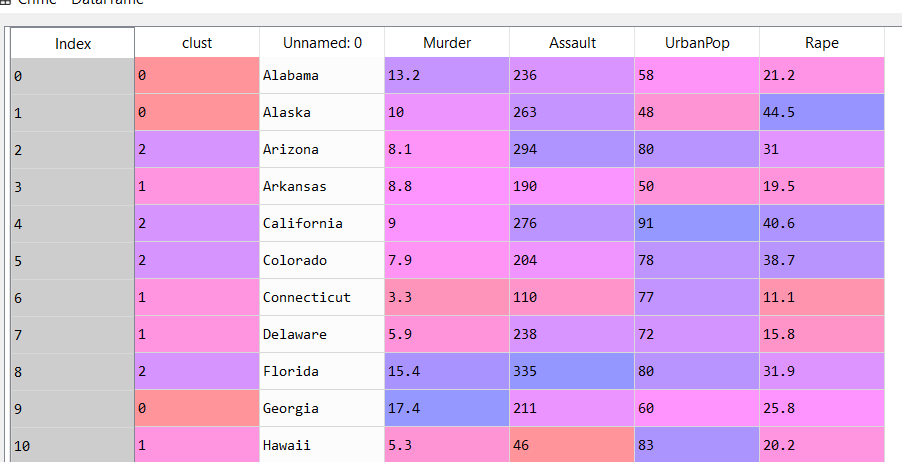 Crime - DataFrame
Index clust Unnamed: 0 Murder Assault UrbanPop Rape
0 0 Alabama 13.2 236 58 21.2
1 0 Alaska 10 263 48 44.5
2 2 Arizona 8.1 294 80 31
3 1 Arkansas 8.8 190 50 19.5
4 2 California 9 276 91 40.6
5 2 Colorado 7.9 204 78 38.7
6 1 Connecticut 3.3 110 77 11.1
7 1 Delaware 5.9 238 72 15.8
8 2 Florida 15.4 335 80 31.9
9 0 Georgia 17.4 211 60 25.8
10 1 Hawaii 5.3 46 83 20.2